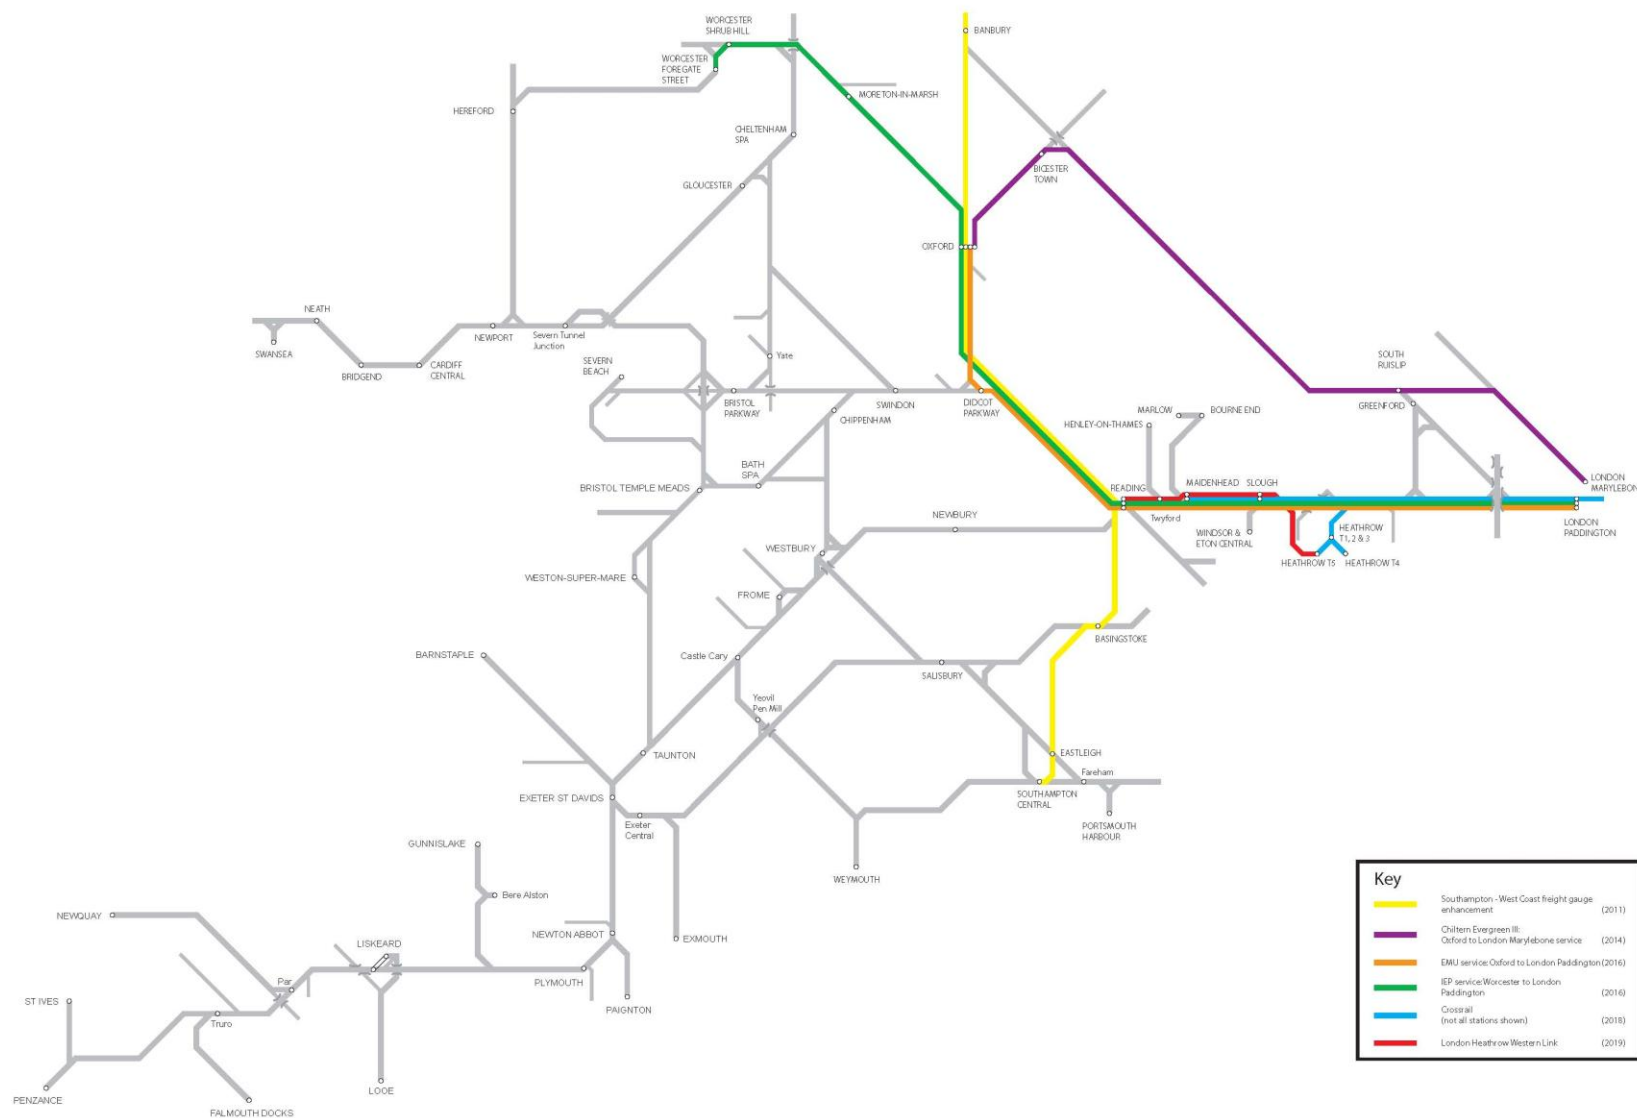 WORCESTER
SHRUB HILL
BANBURY
WORCESTER
FOREGATE
STREET
MORETON-IN-MARSH
HEREFORD
CHELTENHAM
SPA
BICESTER
TOWN
GLOUCESTER
OXFORD
NEATH
SWANSEA
BRIDGEND
CARDIFF
CENTRAL
NEWPORT
Severn Tunnel
Junction
SEVERN
BEACH
Yate
BRISTOL
PARKWAY
CHIPPENHAM
SWINDON
DIDCOT
PARKWAY
SOUTH
RUISLIP
GREENFORD
MARLOW
BOURNE END
HENLEY-ON-THAMES
BATH
SPA
BRISTOL TEMPLE MEADS
READING
MAIDENHEAD
SLOUGH
LONDON
MARYLEBON
Twyford
WINDSOR &
ETON CENTRAL
HEATHROW
T1, 2 & 3
HEATHROW T5
HEATHROW T4
LONDON
PADDINGTON
NEWBURY
WESTBURY
WESTON-SUPER-MARE
FROME
BASINGSTOKE
BARNSTAPLE
Castle Cary
SALISBURY
Yeovil
Pen Mill
TAUNTON
EASTLEIGH
Fareham
EXETER ST DAVIDS
SOUTHAMPTON
CENTRAL
Exeter
Central
PORTSMOUTH
HARBOUR
GUNNISLAKE
WEYMOUTH
Bere Alston
NEWQUAY
NEWTON ABBOT
EXMOUTH
LISKEARD
Par
PLYMOUTH
ST IVES
PAIGNTON
Truro
LOOE
PENZANCE
FALMOUTH DOCKS
Key
Southampton - West Coast freight gauge
enhancement (2011)
Chiltern Evergreen III:
Oxford to London Marylebone service (2014)
EMU service: Oxford to London Paddington (2016)
IEP service: Worcester to London
Paddington (2016)
Crossrail
(not all stations shown) (2018)
London Heathrow Western Link (2019)